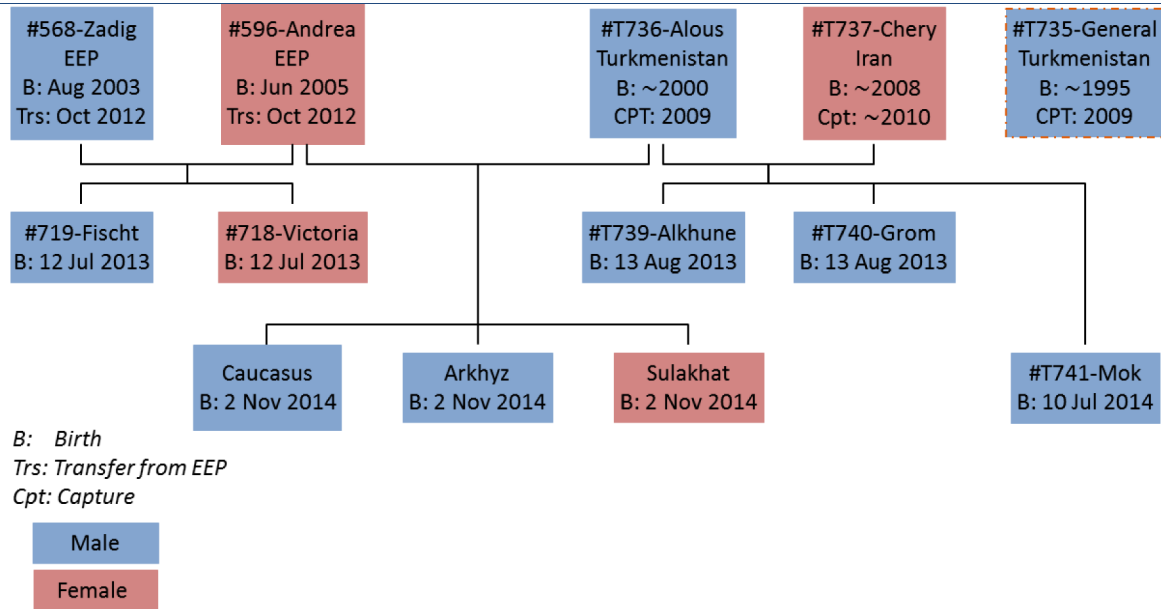 #568-Zadig
EEP
B: Aug 2003
Trs: Oct 2012
#596-Andrea
EEP
B: Jun 2005
Trs: Oct 2012
#T736-Alous
Turkmenistan
B: ~2000
CPT: 2009
#T737-Chery
Iran
B: ~2008
Cpt: ~2010
#T735-General
Turkmenistan
B: ~1995
CPT: 2009
#719-Fischt
B: 12 Jul 2013
#718-Victoria
B: 12 Jul 2013
#T739-Alkhune
B: 13 Aug 2013
#T740-Grom
B: 13 Aug 2013
Caucasus
B: 2 Nov 2014
Arkhyz
B: 2 Nov 2014
Sulakhat
B: 2 Nov 2014
#T741-Mok
B: 10 Jul 2014
B: Birth
Trs: Transfer from EEP
Cpt: Capture
Male
Female